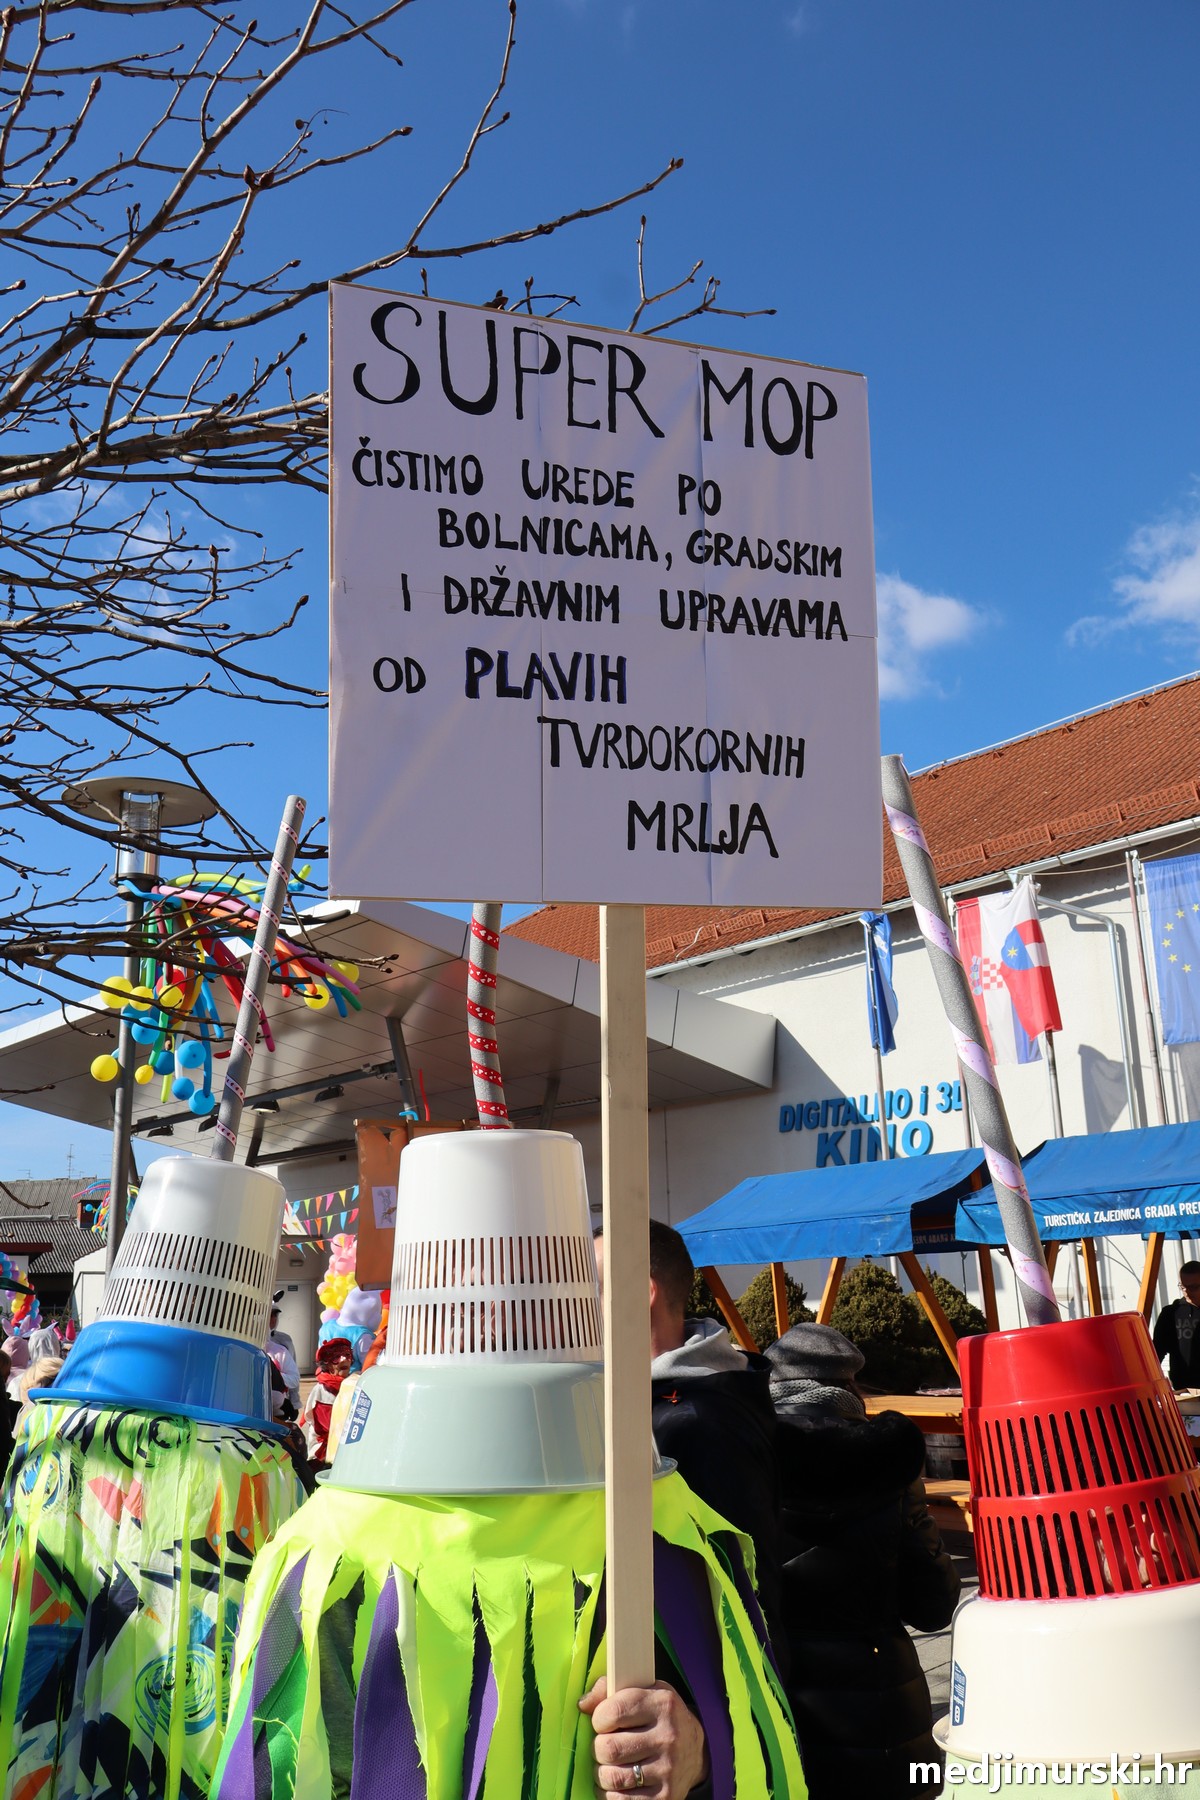 SUPER MOP
ČISTIMO UREDE PO
BOLNICAMA, GRADSKIM
I DRŽAVNIM UPRAVAMA
OD PLAVIH
TVRDOKORNIH
MRLJA
DIGITALNO i 3D
KINO
TURISTIČKA ZAJEDNICA GRADA PREL
medjimurski.hr